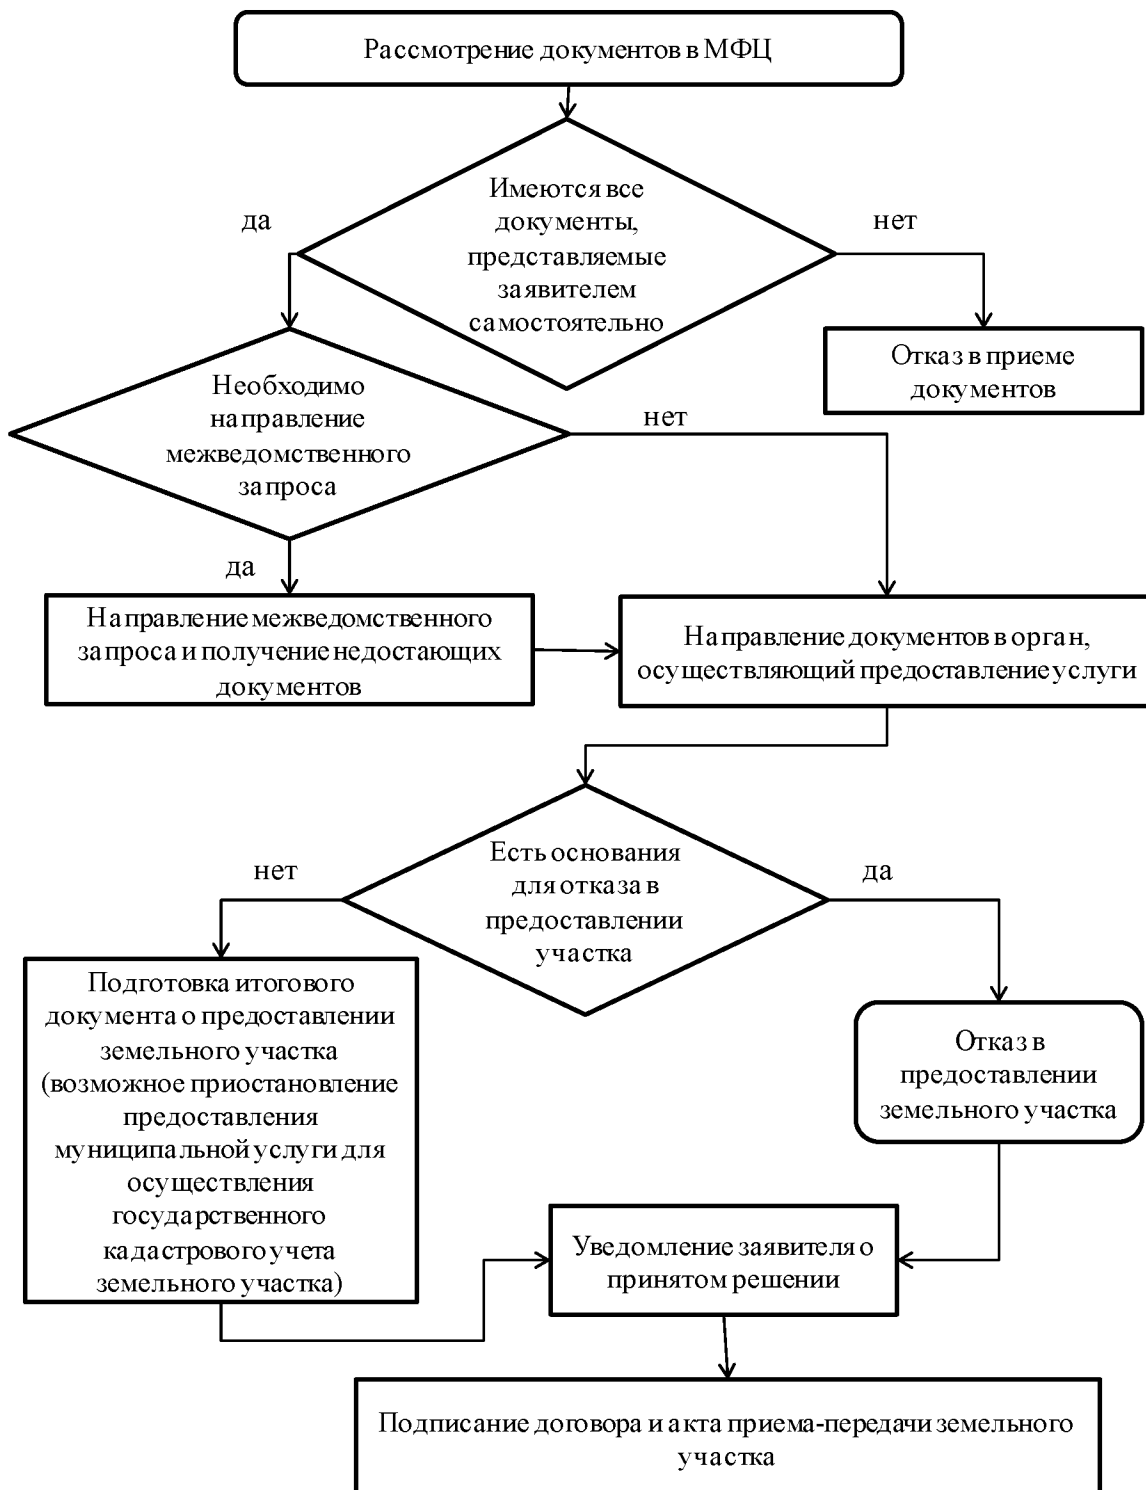 Рассмотрение документов в МФЦ
Имеются все
документы,
представляемые
заявителем
самостоятельно
да
нет
Отказ в приеме
документов
Необходимо
направление
межведомственного
запроса
нет
да
Направление межведомственного
запроса и получение недостающих
документов
Направление документов в орган,
осуществляющий предоставление услуги
Есть основания
для отказа в
предоставлении
участка
нет
да
Подготовка итогового
документа о предоставлении
земельного участка
(возможное приостановление
предоставления
муниципальной услуги для
осуществления
государственного
кадастрового учета
земельного участка)
Отказ в
предоставлении
земельного участка
Уведомление заявителя о
принятом решении
Подписание договора и акта приема-передачи земельного
участка